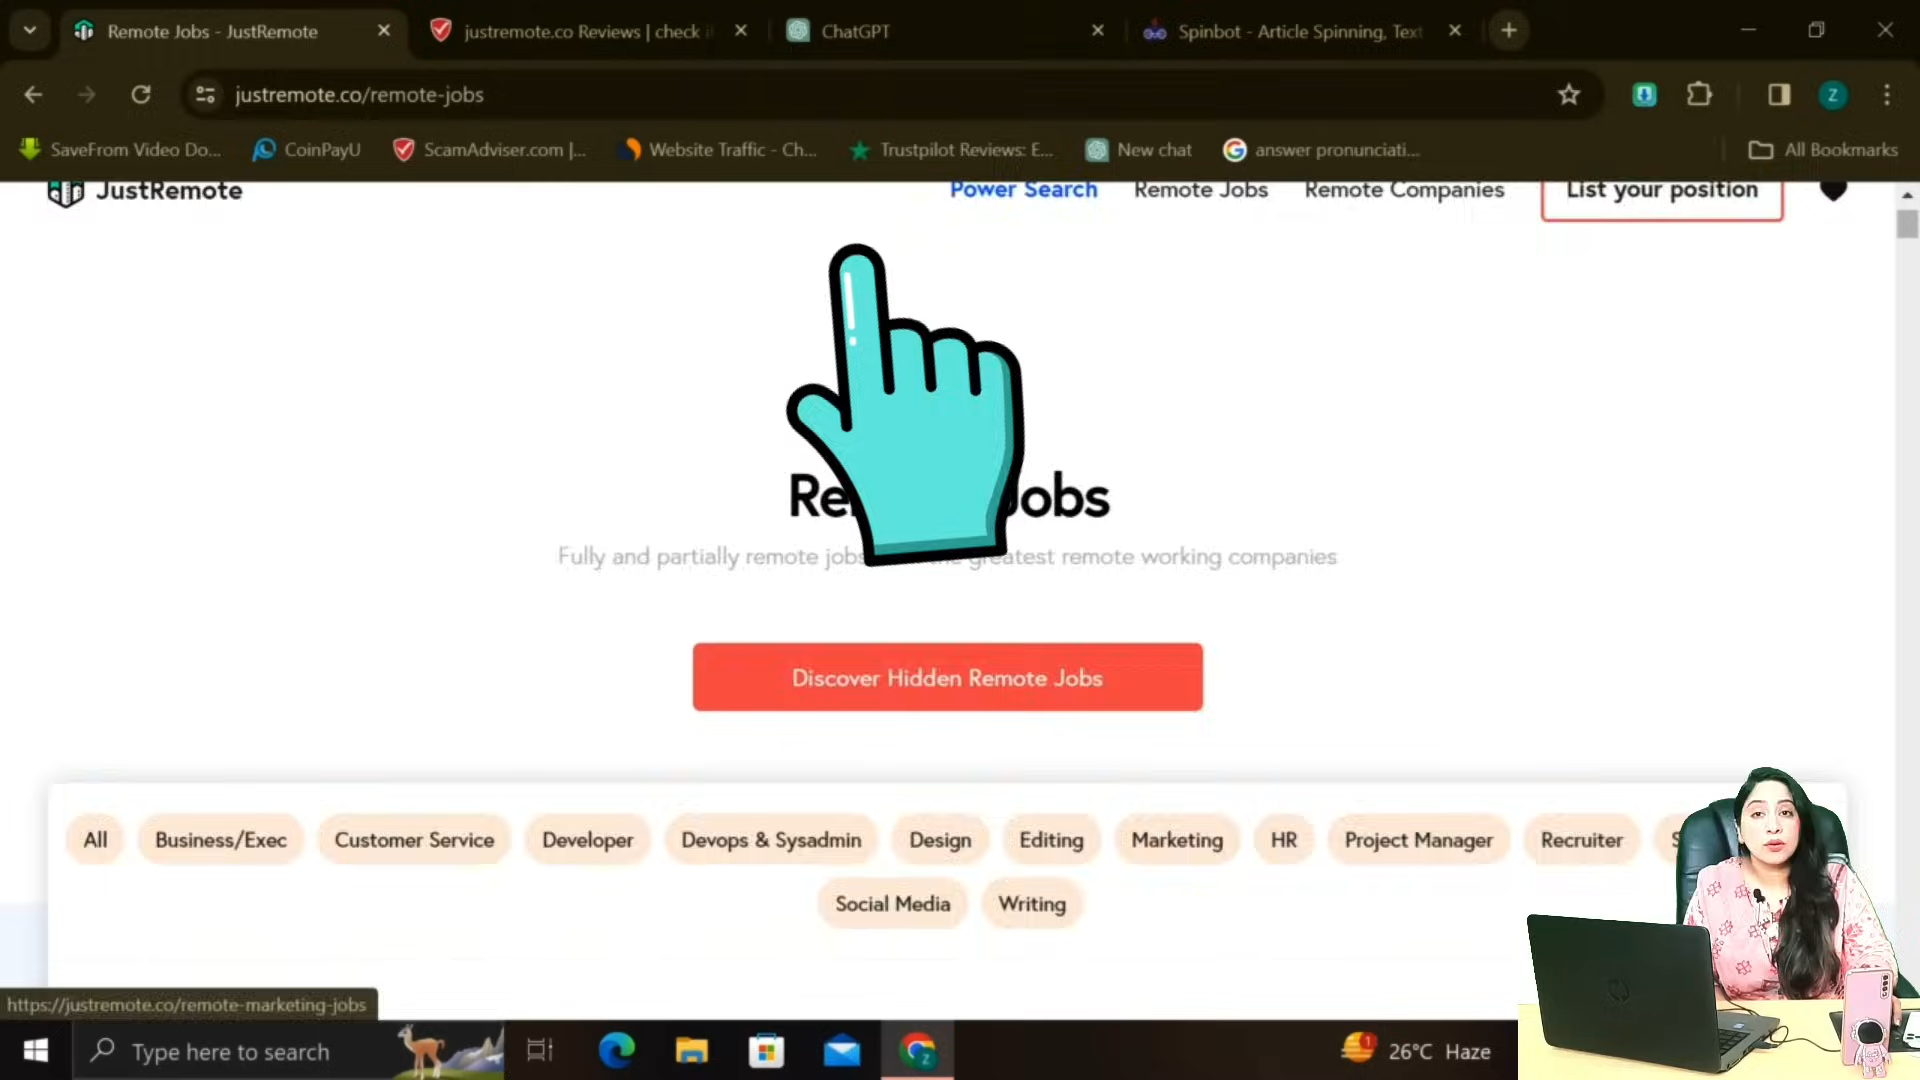 Remote Jobs - JustRemote
justremote.co Reviews | check i
ChatGPT
Spinbot - Article Spinning, Text
justremote.co/remote-jobs
Z
SaveFrom Video Do...
CoinPayU
ScamAdviser.com |...
Website Traffic - Ch...
Trustpilot Reviews: E...
New chat
answer pronunciati...
All Bookmarks
JustRemote
Power Search
Remote Jobs
Remote Companies
List your position
Re Jobs
Fully and partially remote jobs greatest remote working companies
Discover Hidden Remote Jobs
All
Business/Exec
Customer Service
Developer
Devops & Sysadmin
Design
Editing
Marketing
HR
Project Manager
Recruiter
S
Social Media
Writing
https://justremote.co/remote-marketing-jobs
Type here to search
1
26°C Haze